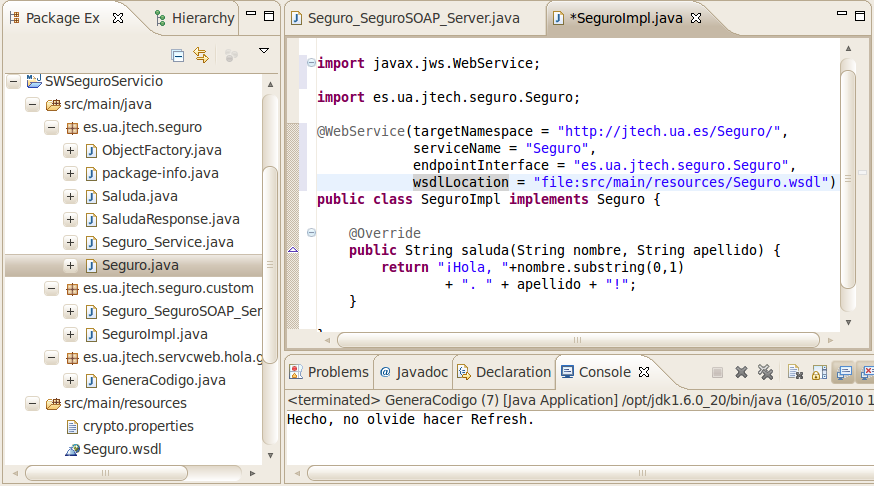 Package Ex
Hierarchy
SWSeguroServicio
src/main/java
es.ua.jtech.seguro
ObjectFactory.java
package-info.java
Saluda.java
SaludaResponse.java
Seguro_Service.java
Seguro.java
es.ua.jtech.seguro.custom
Seguro_SeguroSOAP_Ser
SeguroImpl.java
es.ua.jtech.servcweb.hola.g
GeneraCodigo.java
src/main/resources
crypto.properties
Seguro.wsdl
Seguro_SeguroSOAP_Server.java
*SeguroImpl.java
import javax.jws.WebService;
import es.ua.jtech.seguro.Seguro;
@WebService(targetNamespace = "http://jtech.ua.es/Seguro/",
serviceName = "Seguro",
endpointInterface = "es.ua.jtech.seguro.Seguro",
wsdlLocation = "file:src/main/resources/Seguro.wsdl")
public class SeguroImpl implements Seguro {
@Override
public String saluda(String nombre, String apellido) {
return "¡Hola, "+nombre.substring(0,1)
+ ". " + apellido + "!";
}
}
Problems
@ Javadoc
Declaration
Console
<terminated> GeneraCodigo (7) [Java Application] /opt/jdk1.6.0_20/bin/java (16/05/2010 1
Hecho, no olvide hacer Refresh.